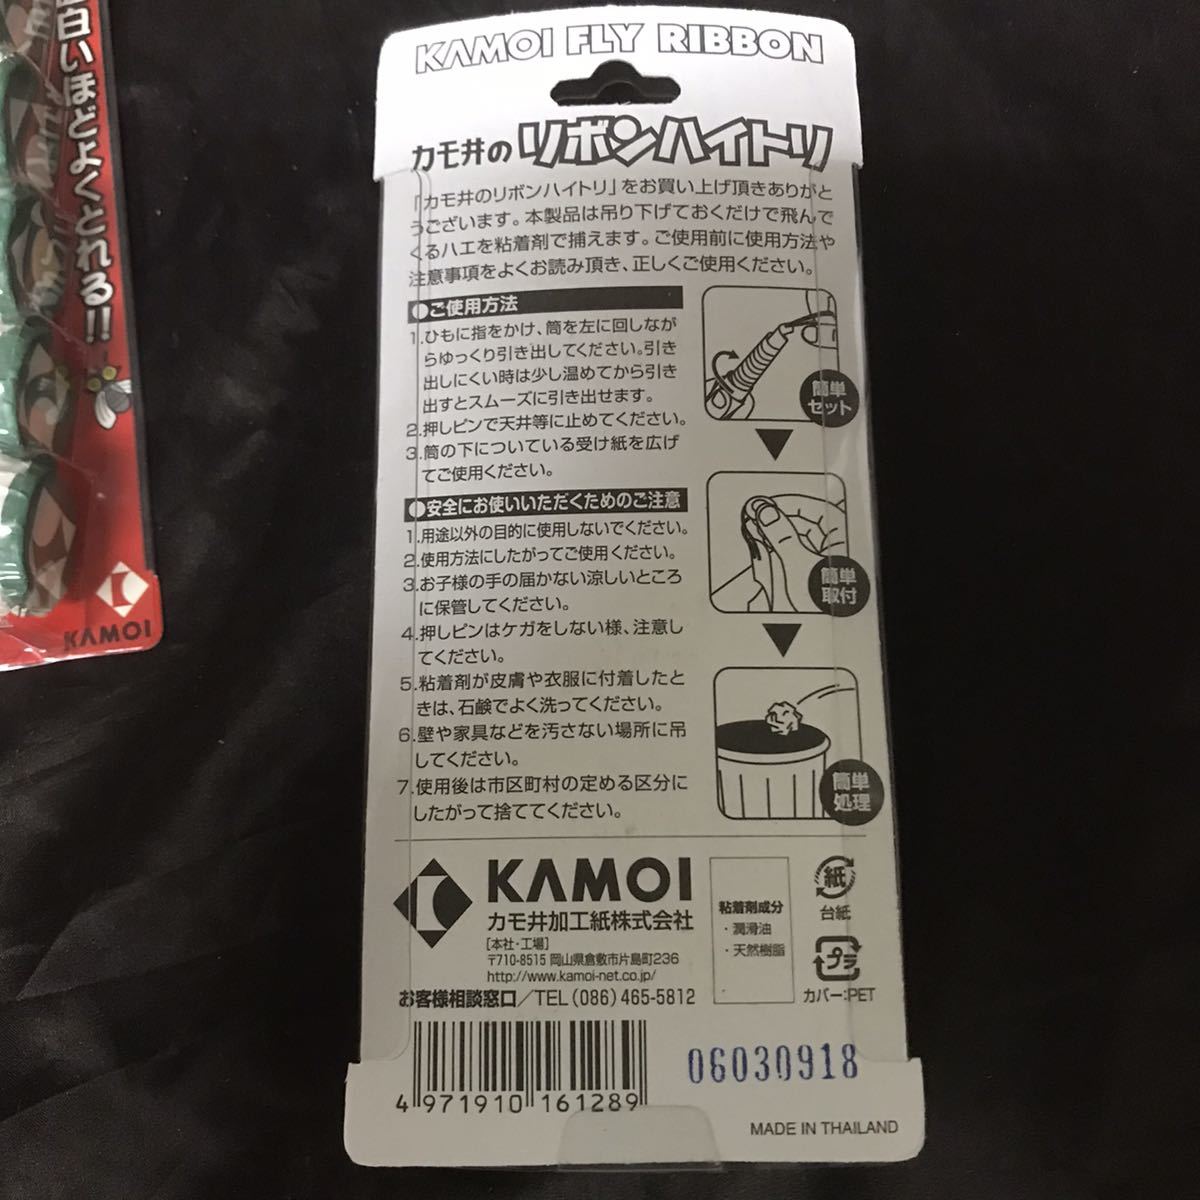 白いほどよくとれる!!
KAMOI
KAMOI FLY RIBBON
カモ井のリボンハイトリ
「カモ井のリボンハイトリ」をお買い上げ頂きありがと
うございます。本製品は吊り下げておくだけで飛んで
くるハエを粘着剤で捕えます。ご使用前に使用方法や
注意事項をよくお読み頂き、正しくご使用ください。
●ご使用方法
1.ひもに指をかけ、筒を左に回しなが
らゆっくり引き出してください。引き
出しにくい時は少し温めてから引き
出すとスムーズに引き出せます。
2.押しピンで天井等に止めてください。
3.筒の下についている受け紙を広げ
てご使用ください。
簡単
セット
簡単
取付
簡単
処理
●安全にお使いいただくためのご注意
1.用途以外の目的に使用しないでください。
2.使用方法にしたがってご使用ください。
3.お子様の手の届かない涼しいところ
に保管してください。
4.押しピンはケガをしない様、注意し
てください。
5.粘着剤が皮膚や衣服に付着したと
きは、石鹸でよく洗ってください。
6.壁や家具などを汚さない場所に吊
してください。
7.使用後は市区町村の定める区分に
したがって捨ててください。
KAMOI
カモ井加工紙株式会社
[本社・工場]
〒710-8515 岡山県倉敷市片島町236
http://www.kamoi-net.co.jp/
お客様相談窓口/TEL(086)465-5812
粘着剤成分
・潤滑油
・天然樹脂
紙
台紙
プラ
カバー:PET
4 971910 161289
06030918
MADE IN THAILAND